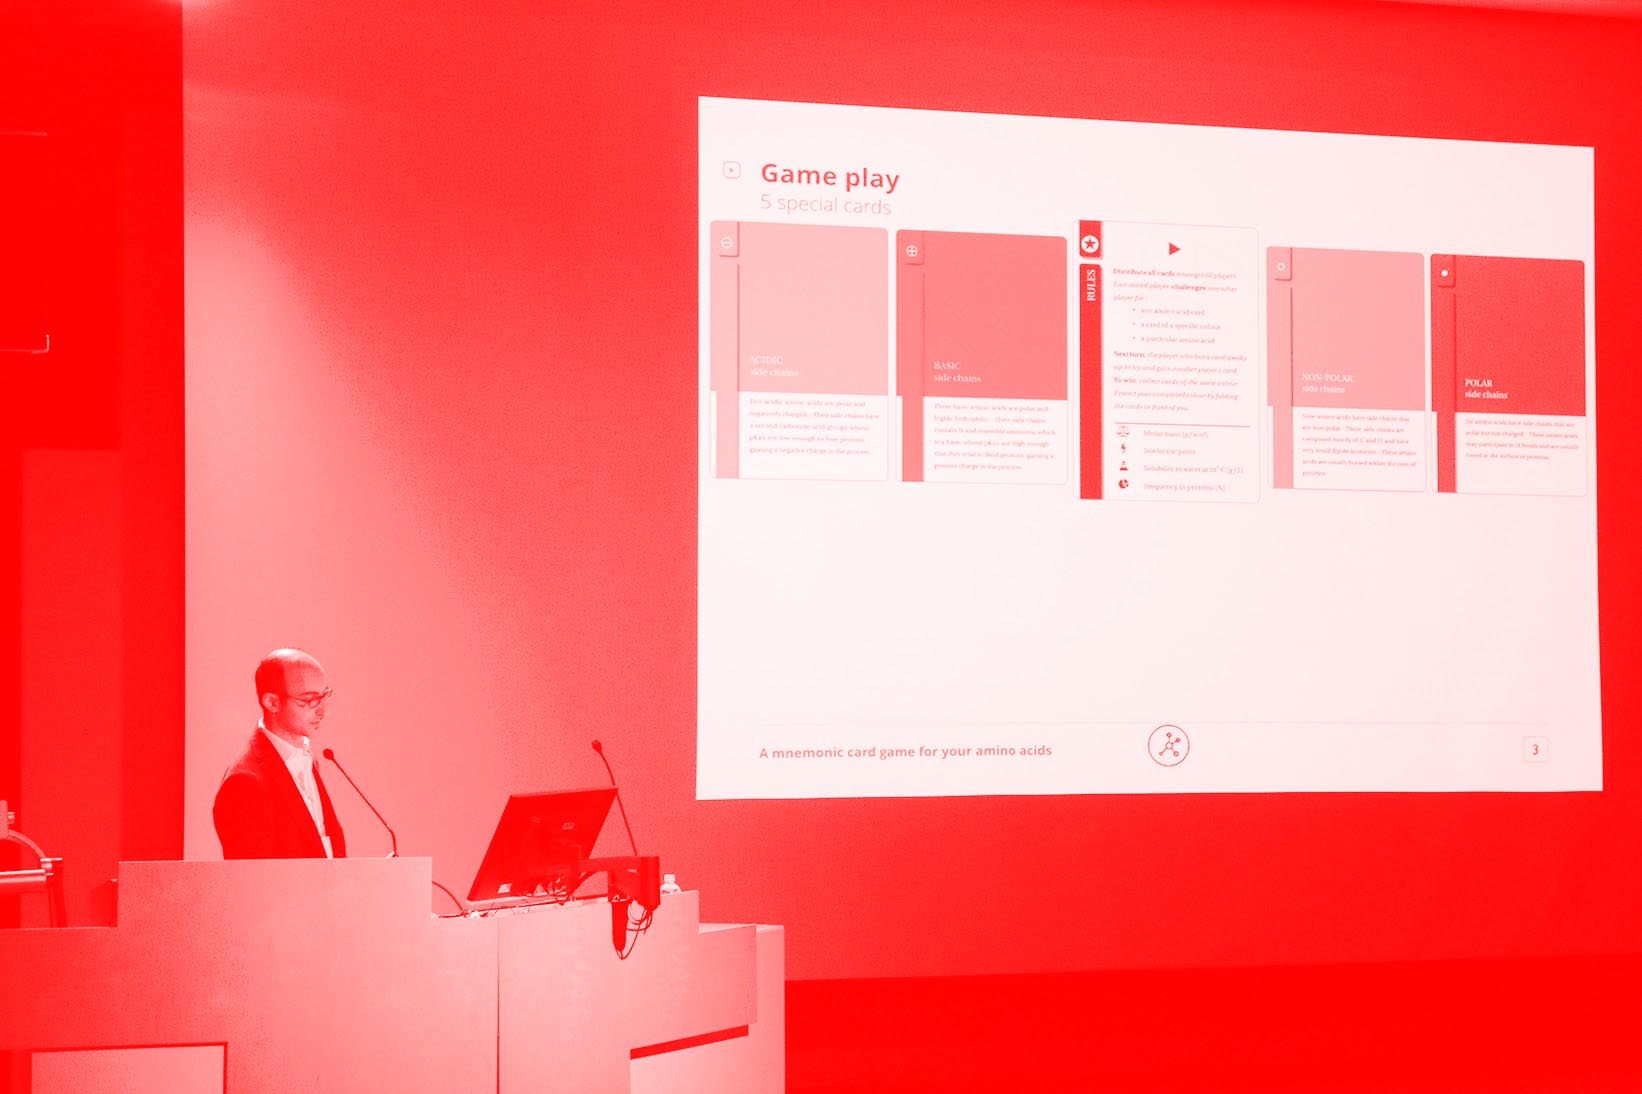 Game play
5 special cards
ACIDIC
side chains
Two acidic amino acids are polar and
negatively charged. Their side chains have
a second carboxylic acid groups whose
pKas are low enough to lose protons,
gaining a negative charge in the process.
BASIC
side chains
Three basic amino acids are polar and
highly hydrophilic. Their side chains
contain N and resemble ammonia, which
is a base, whose pKas are high enough
that they tend to bind protons, gaining a
positive charge in the process.
RULES
Distribute all cards amongst all players
Last seated player challenges any other
player for:
• any amino acid card
• a card of a specific colour
• a particular amino acid
Next turn: the player who lost a card speaks
up to try and gain another player's card
To win: collect cards of the same colour
Protect your completed colour by folding
the cards in front of you.
Molar mass (g/mol)
Isoelectric point
Solubility in water at (g/l)
Frequency in proteins (%)
NON-POLAR
side chains
Nine amino acids have side chains that
are non-polar. These side chains are
composed mostly of C and H and have
very small dipole moments. These amino
acids are usually buried within the core of
proteins.
POLAR
side chains
Six amino acids have side chains that are
polar but not charged. These amino acids
may participate to H bonds and are usually
found at the surface of proteins.
A mnemonic card game for your amino acids
3